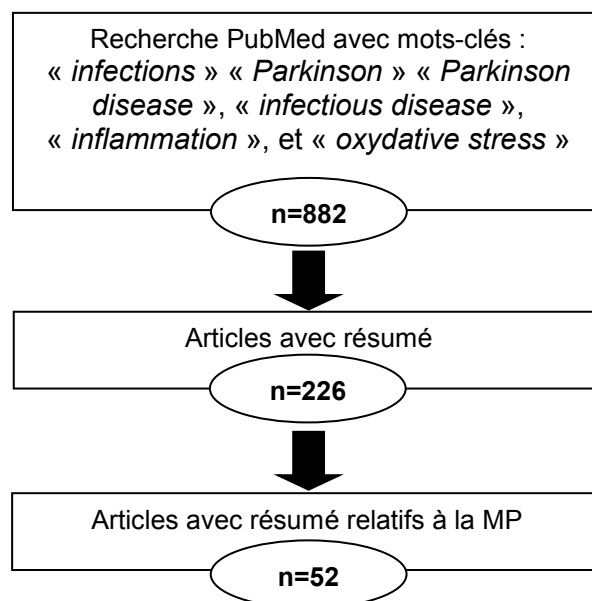 Recherche PubMed avec mots-clés :
« infections » « Parkinson » « Parkinson
disease », « infectious disease »,
« inflammation », et « oxydative stress »
n=882
Articles avec résumé
n=226
Articles avec résumé relatifs à la MP
n=52